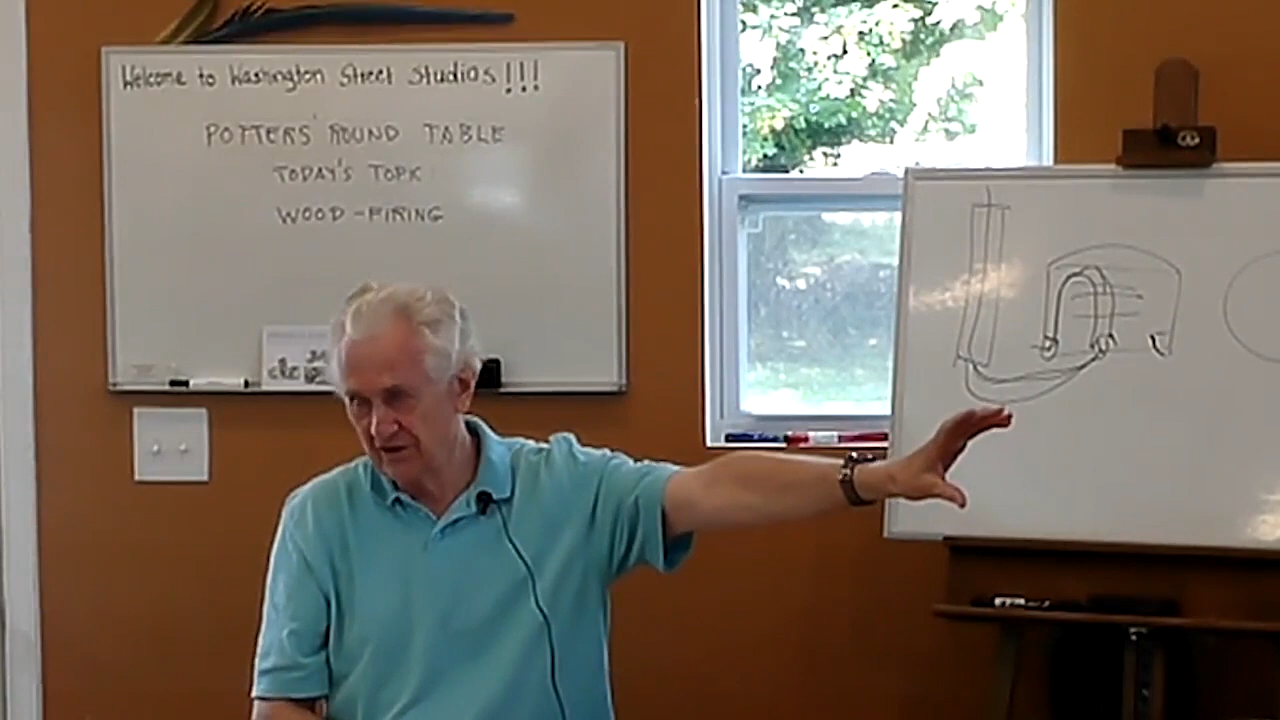 Welcome to Washington Street Studios!!!
POTTERS' ROUND TABLE
TODAY'S TOPIC
WOOD-FIRING